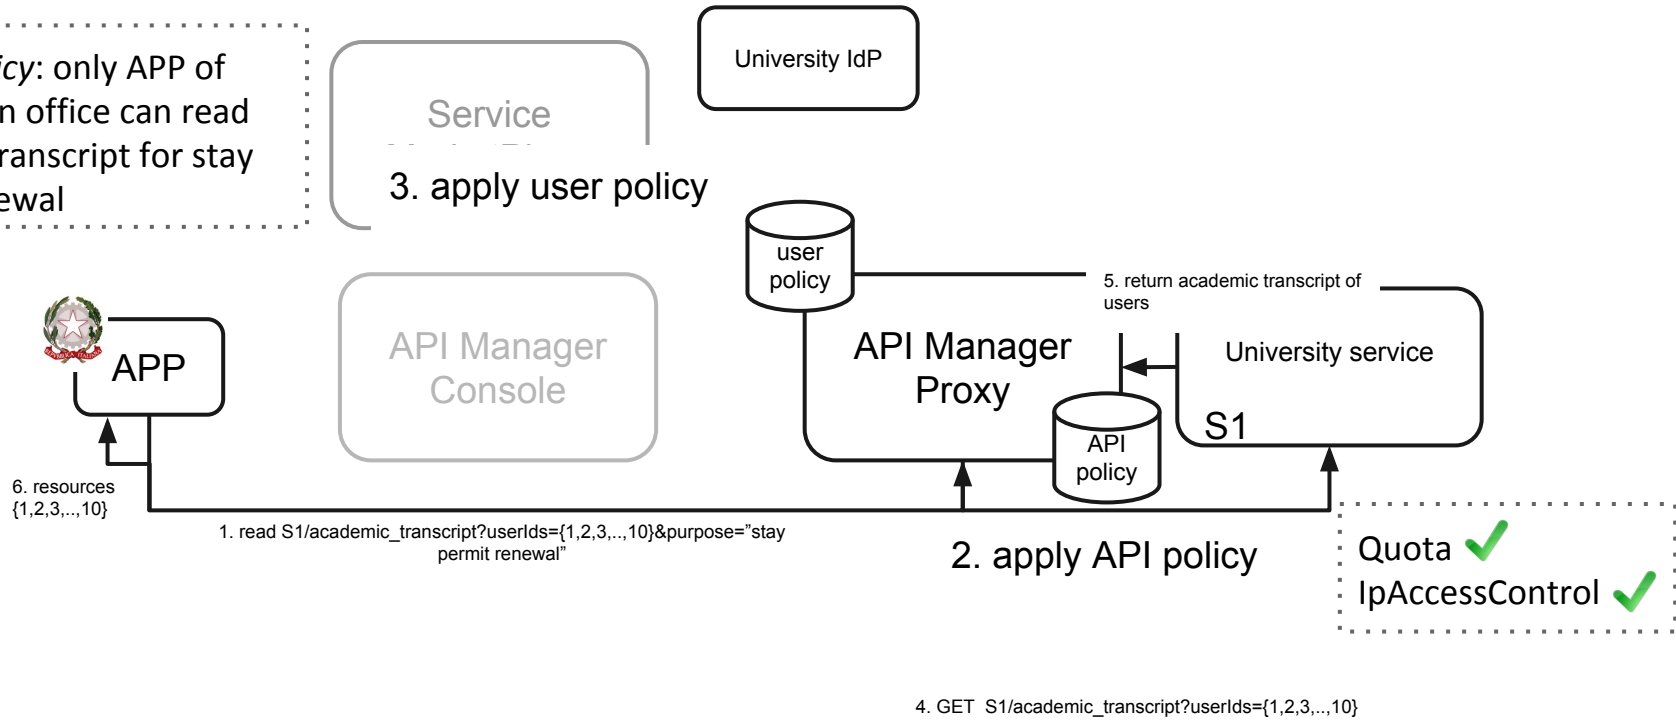 University IdP
icy: only APP of
n office can read
ranscript for stay
ewal
Service
3. apply user policy
user
policy
5. return academic transcript of
users
API Manager
Console
API Manager
Proxy
University service
APP
S1
API
policy
6. resources
{1,2,3,..,10}
1. read S1/academic_transcript?userIds={1,2,3,..,10}&purpose=”stay
permit renewal”
2. apply API policy
Quota
IpAccessControl
4. GET S1/academic_transcript?userIds={1,2,3,..,10}